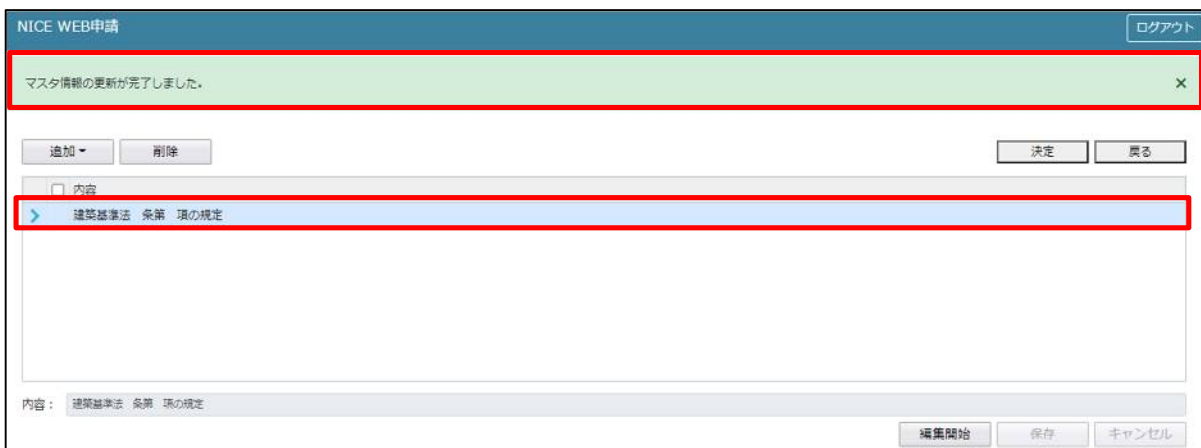 NICE WEB申請 ログアウト
マスタ情報の更新が完了しました。 ×
追加 削除 決定 戻る
内容
建築基準法 条第 項の規定
内容： 建築基準法 条第 項の規定
編集開始 保存 キャンセル